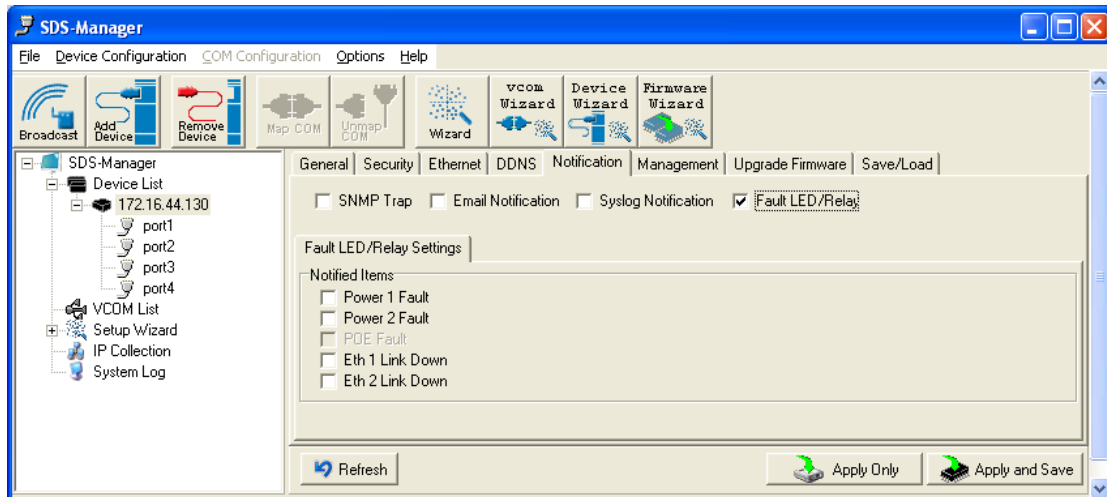 SDS-Manager
File Device Configuration COM Configuration Options Help
Broadcast Add Device Remove Device Map COM Unmap COM Wizard vcom Wizard Device Wizard Firmware Wizard
SDS-Manager
Device List
172.16.44.130
port1
port2
port3
port4
VCOM List
Setup Wizard
IP Collection
System Log
General Security Ethernet DDNS Notification Management Upgrade Firmware Save/Load
SNMP Trap Email Notification Syslog Notification Fault LED/Relay
Fault LED/Relay Settings
Notified Items
Power 1 Fault
Power 2 Fault
POE Fault
Eth 1 Link Down
Eth 2 Link Down
Refresh Apply Only Apply and Save